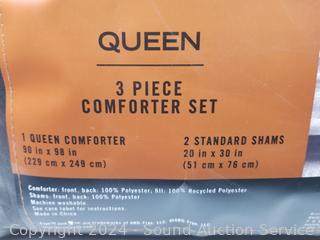 QUEEN
3 PIECE
COMFORTER SET
1 QUEEN COMFORTER
90 in x 98 in
(229 cm x 249 cm)
2 STANDARD SHAMS
20 in x 30 in
(51 cm x 76 cm)
Comforter: front, back: 100% Polyester; fill: 100% Recycled Polyester
Shams: front, back: 100% Polyester
Machine washable.
See care label for instructions.
Made in China
Copyright 2024 - Sound Auction Service